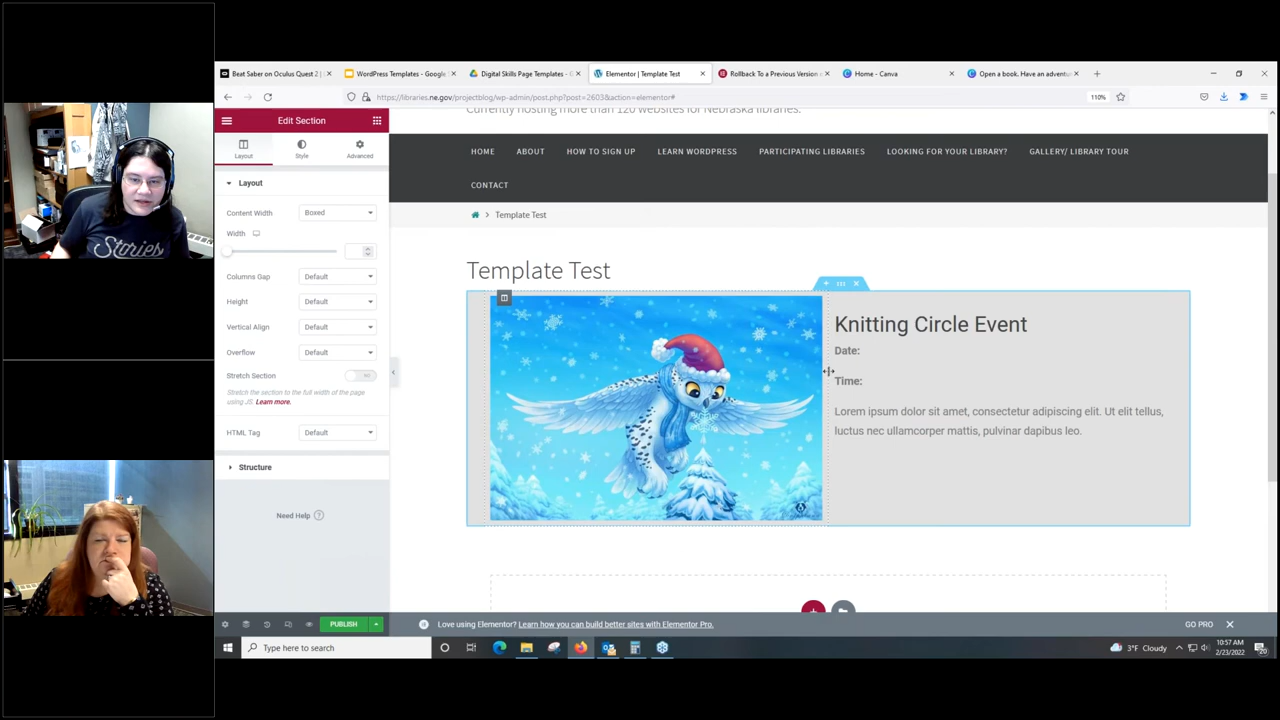 Beat Saber on Oculus Quest 2 |
WordPress Templates - Google
Digital Skills Page Templates - G
Elementor | Template Test
Rollback To a Previous Version
Home - Canva
Open a book. Have an adventur
https://libraries.ne.gov/projectblog/wp-admin/post.php?post=2603&action=elementor#
110%
Edit Section
Currently hosting more than 120 websites for Nebraska libraries.
Layout
Style
Advanced
HOME
ABOUT
HOW TO SIGN UP
LEARN WORDPRESS
PARTICIPATING LIBRARIES
LOOKING FOR YOUR LIBRARY?
GALLERY/ LIBRARY TOUR
CONTACT
Layout
Content Width
Boxed
Width
Columns Gap
Default
Height
Default
Vertical Align
Default
Overflow
Default
Stretch Section
NO
Stretch the section to the full width of the page
using JS. Learn more.
HTML Tag
Default
Structure
Need Help
Template Test
Template Test
Knitting Circle Event
Date:
Time:
Lorem ipsum dolor sit amet, consectetur adipiscing elit. Ut elit tellus,
luctus nec ullamcorper mattis, pulvinar dapibus leo.
PUBLISH
Love using Elementor? Learn how you can build better sites with Elementor Pro.
GO PRO
Type here to search
3°F Cloudy
10:57 AM
2/23/2022
20
Stories